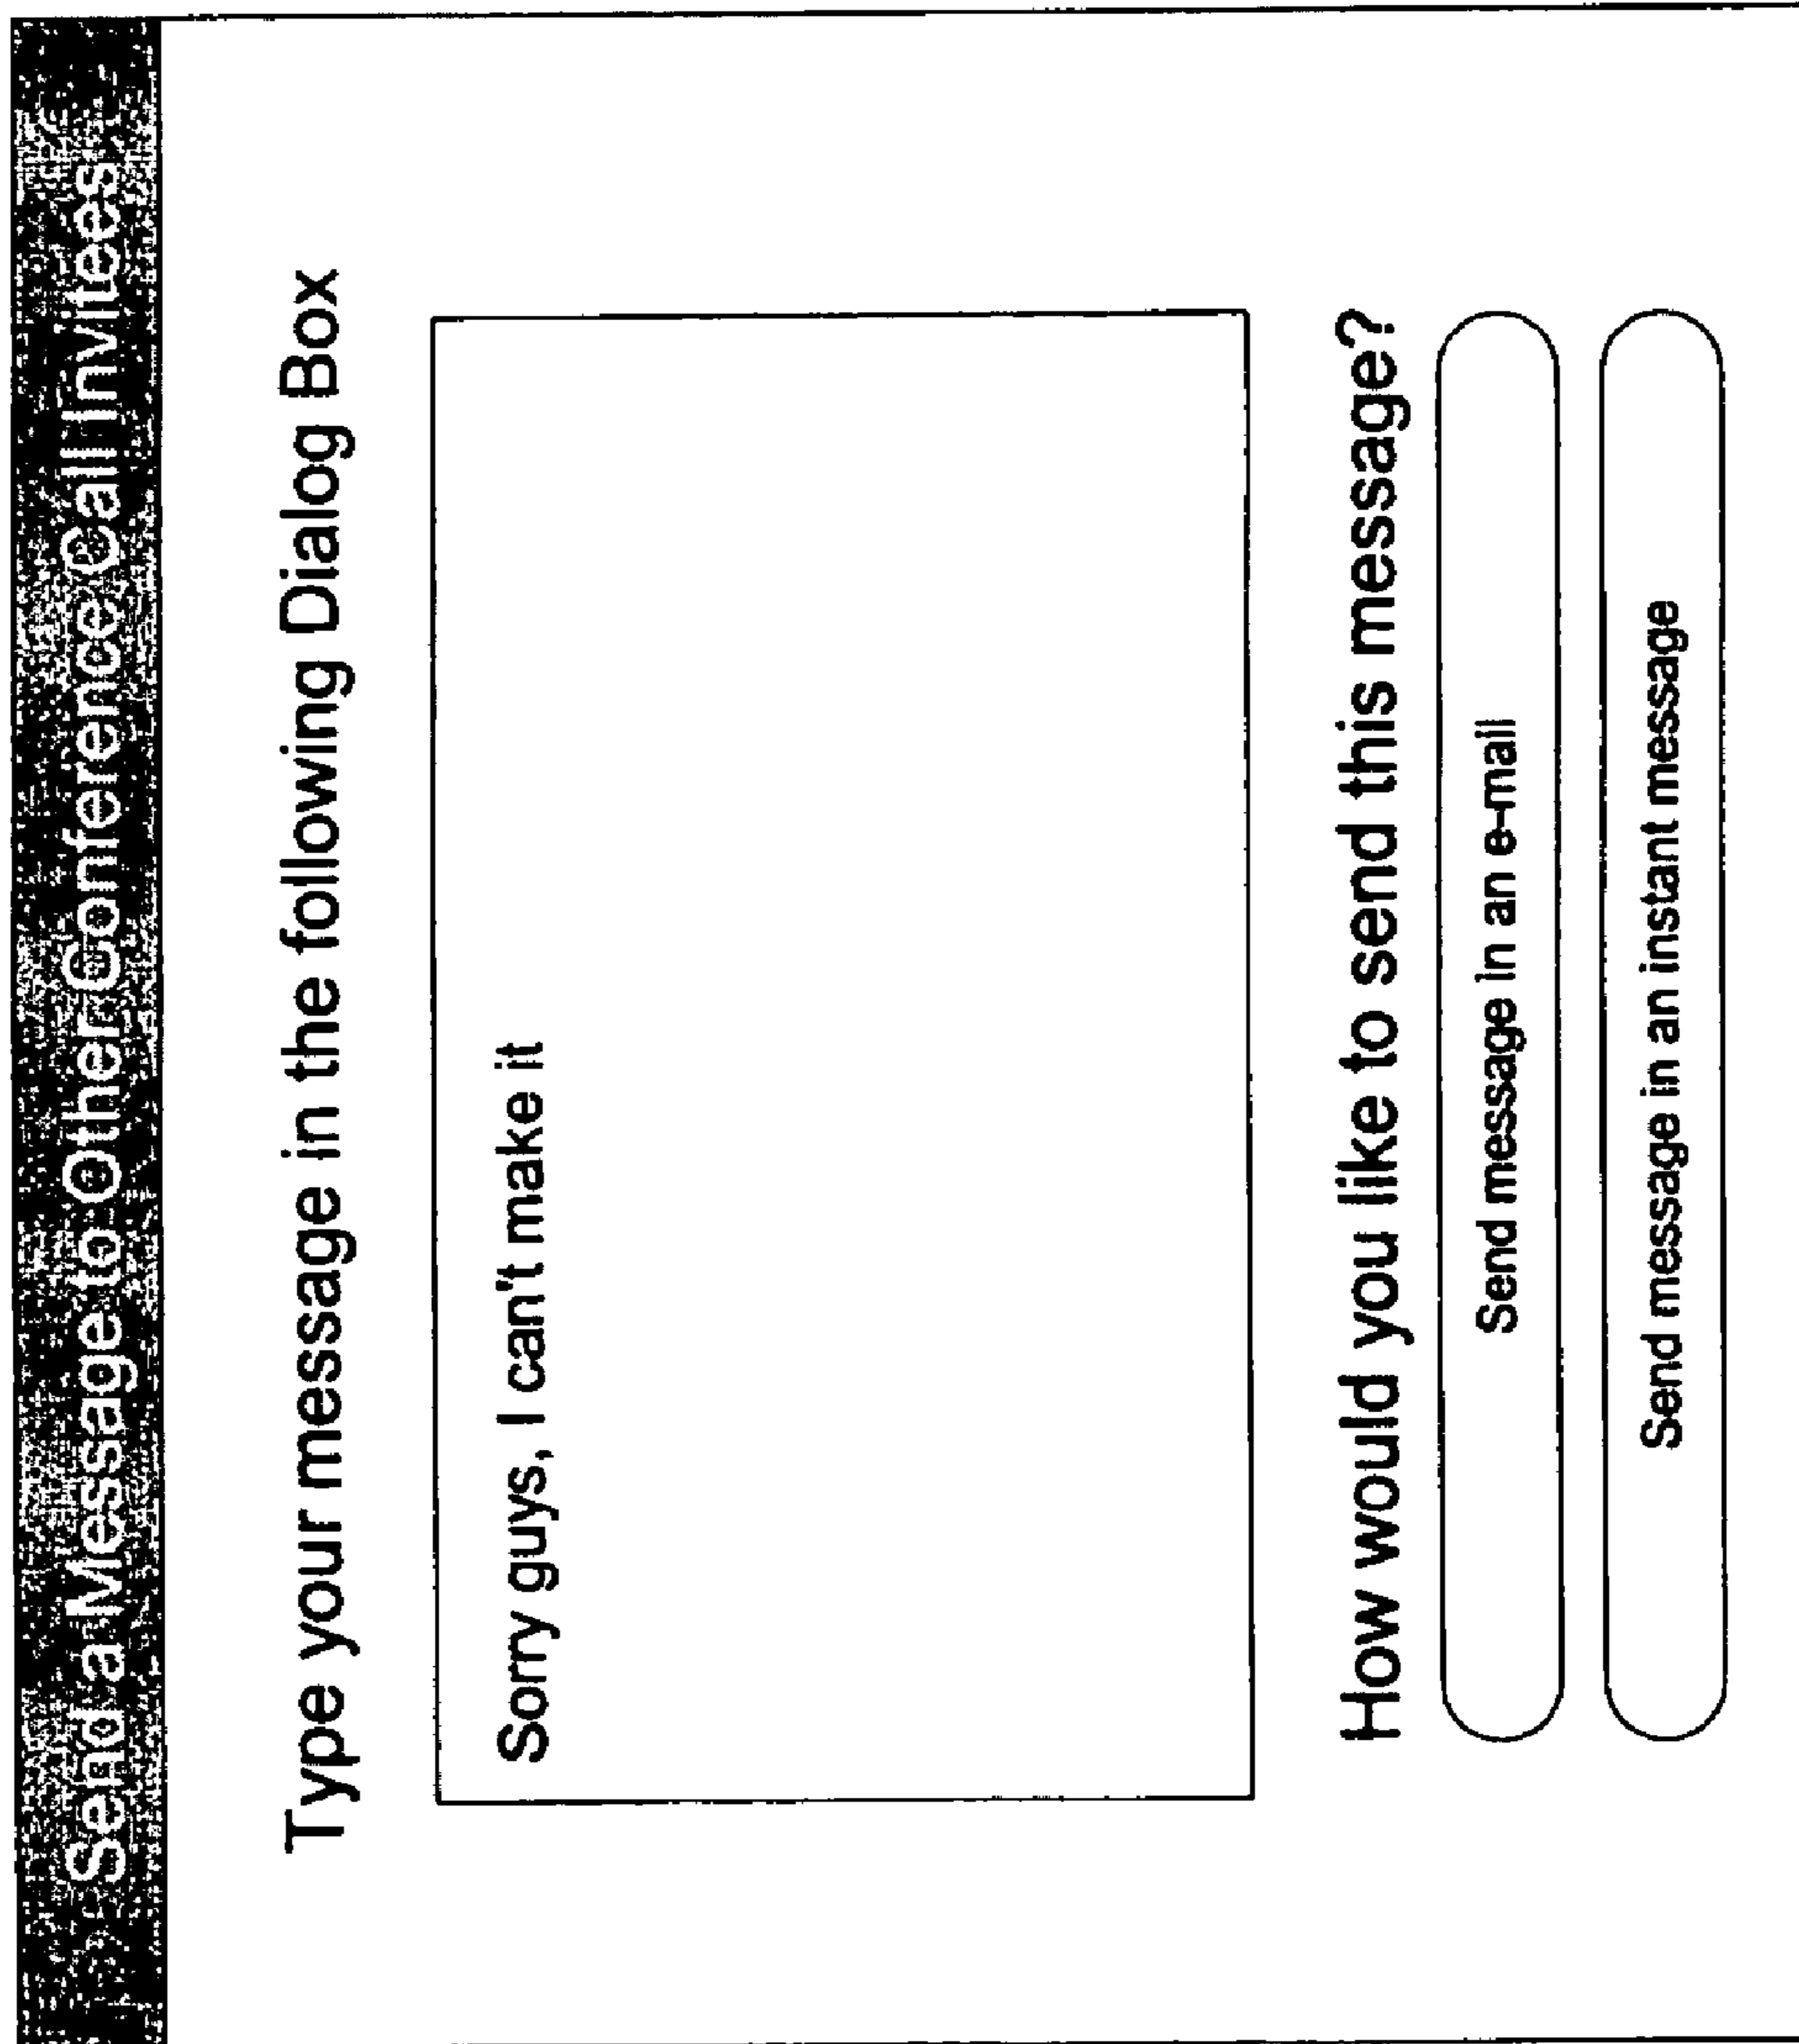 Send a Message to Other Conference Call Invitees
Type your message in the following Dialog Box
Sorry guys, I can't make it
How would you like to send this message?
Send message in an e-mail
Send message in an instant message